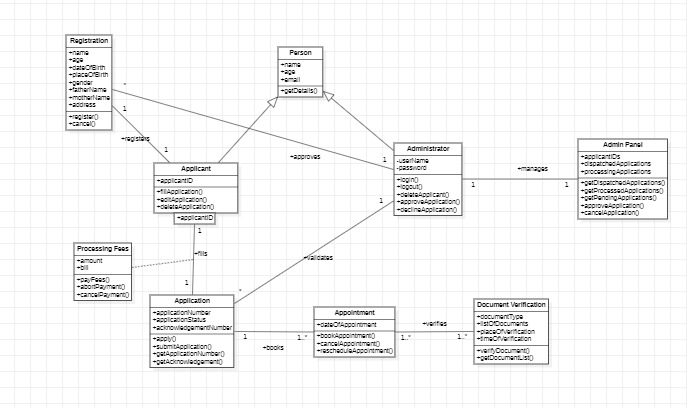 Registration
+name
+age
+dateOfBirth
+placeOfBirth
+gender
+fatherName
+motherName
+address
+register()
+cancel()
Person
+name
+age
+email
+getDetails()
*
1
+registers
1
+approves
1
Administrator
-userName
-password
+login()
+logout()
+deleteApplicant()
+approveApplication()
+declineApplication()
+manages
1
1
Admin Panel
+applicantIDs
+dispatchedApplications
+processingApplications
+getDispatchedApplications()
+getProcessedApplications()
+getPendingApplications()
+approveApplication()
+cancelApplication()
Applicant
+applicantID
+fillApplication()
+editApplication()
+deleteApplication()
+applicantID
1
+fills
1
1
+validates
*
Processing Fees
+amount
+bill
+payFees()
+abortPayment()
+cancelPayment()
Application
+applicationNumber
+applicationStatus
+acknowledgementNumber
+apply()
+submitApplication()
+getApplicationNumber()
+getAcknowledgement()
1
+books
1..*
Appointment
+dateOfAppointment
+bookAppointment()
+cancelAppointment()
+rescheduleAppointment()
+verifies
1..*
1..*
Document Verification
+documentType
+listOfDocuments
+placeOfVerification
+timeOfVerification
+verifyDocument()
+getDocumentList()